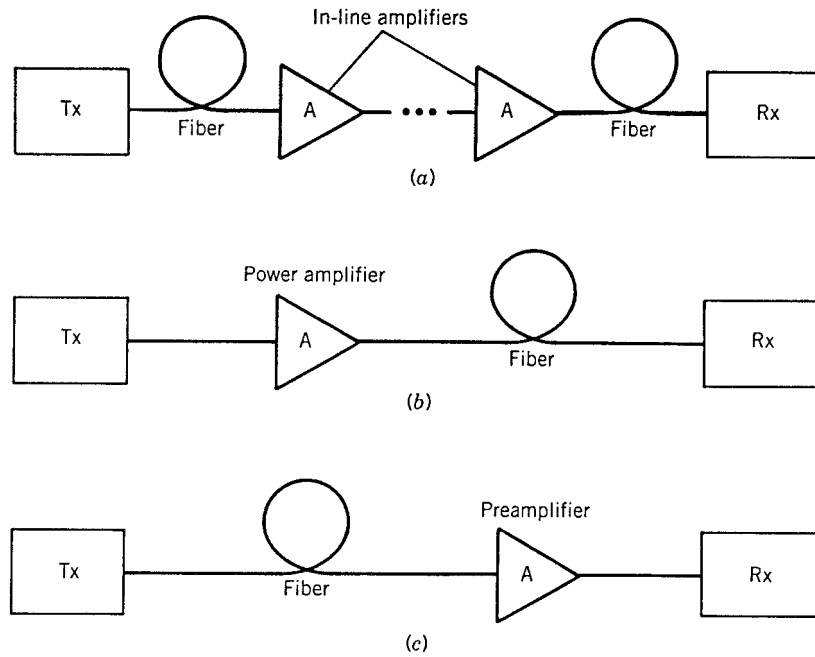 In-line amplifiers
Tx
A
A
Rx
Fiber
Fiber
(a)
Power amplifier
Tx
A
Rx
Fiber
(b)
Preamplifier
Tx
A
Rx
Fiber
(c)